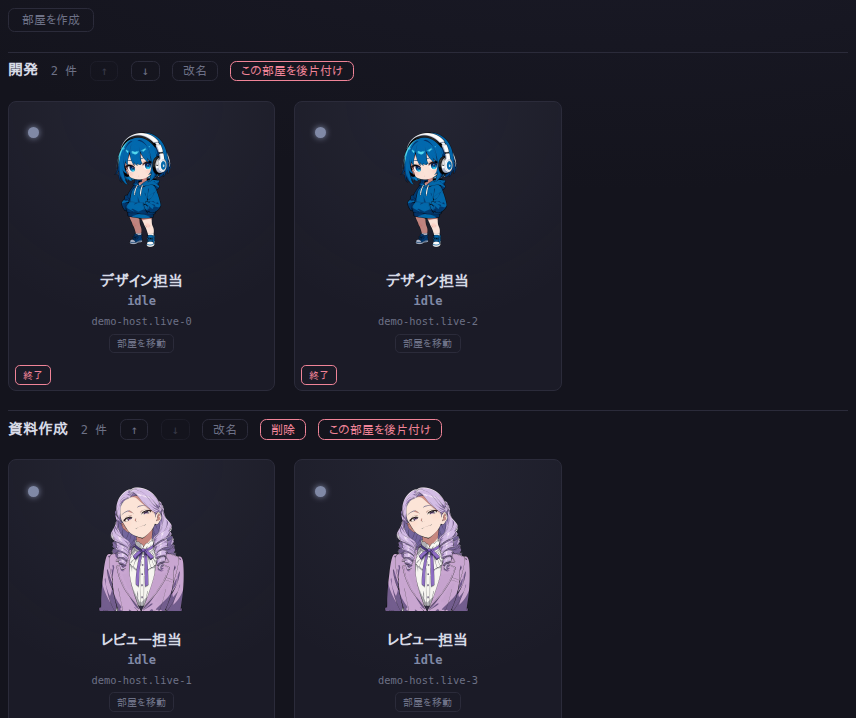 部屋を作成
開発 2 件 ↑ ↓ 改名 この部屋を後片付け
デザイン担当 デザイン担当
idle idle
demo-host.live-0 demo-host.live-2
部屋を移動 部屋を移動
終了 終了
資料作成 2 件 ↑ ↓ 改名 削除 この部屋を後片付け
レビュー担当 レビュー担当
idle idle
demo-host.live-1 demo-host.live-3
部屋を移動 部屋を移動